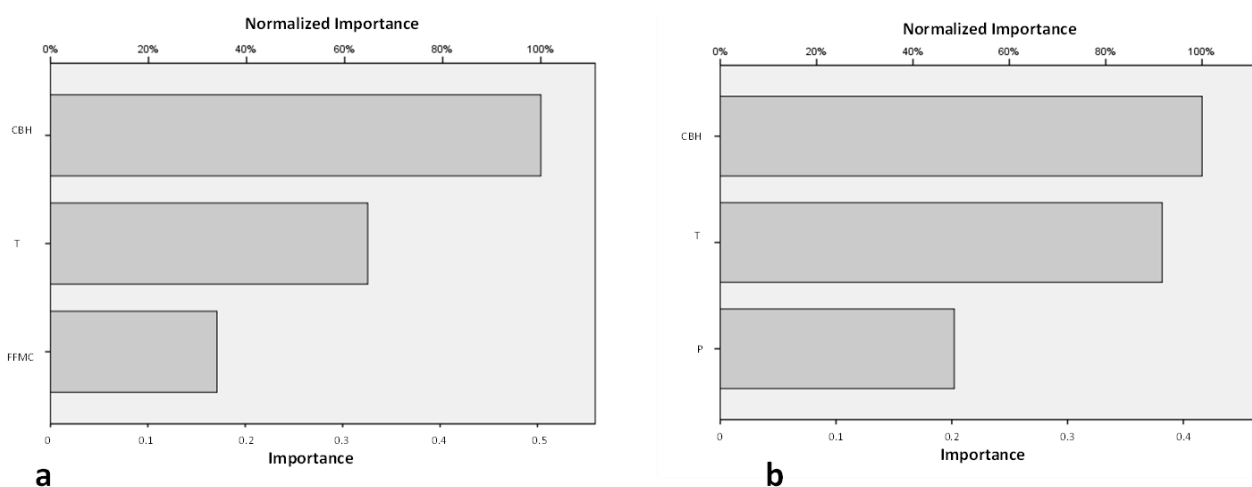 Normalized Importance
0% 20% 40% 60% 80% 100%
CBH
T
FFMC
0 0.1 0.2 0.3 0.4 0.5
Importance
a
Normalized Importance
0% 20% 40% 60% 80% 100%
CBH
T
P
0 0.1 0.2 0.3 0.4
Importance
b